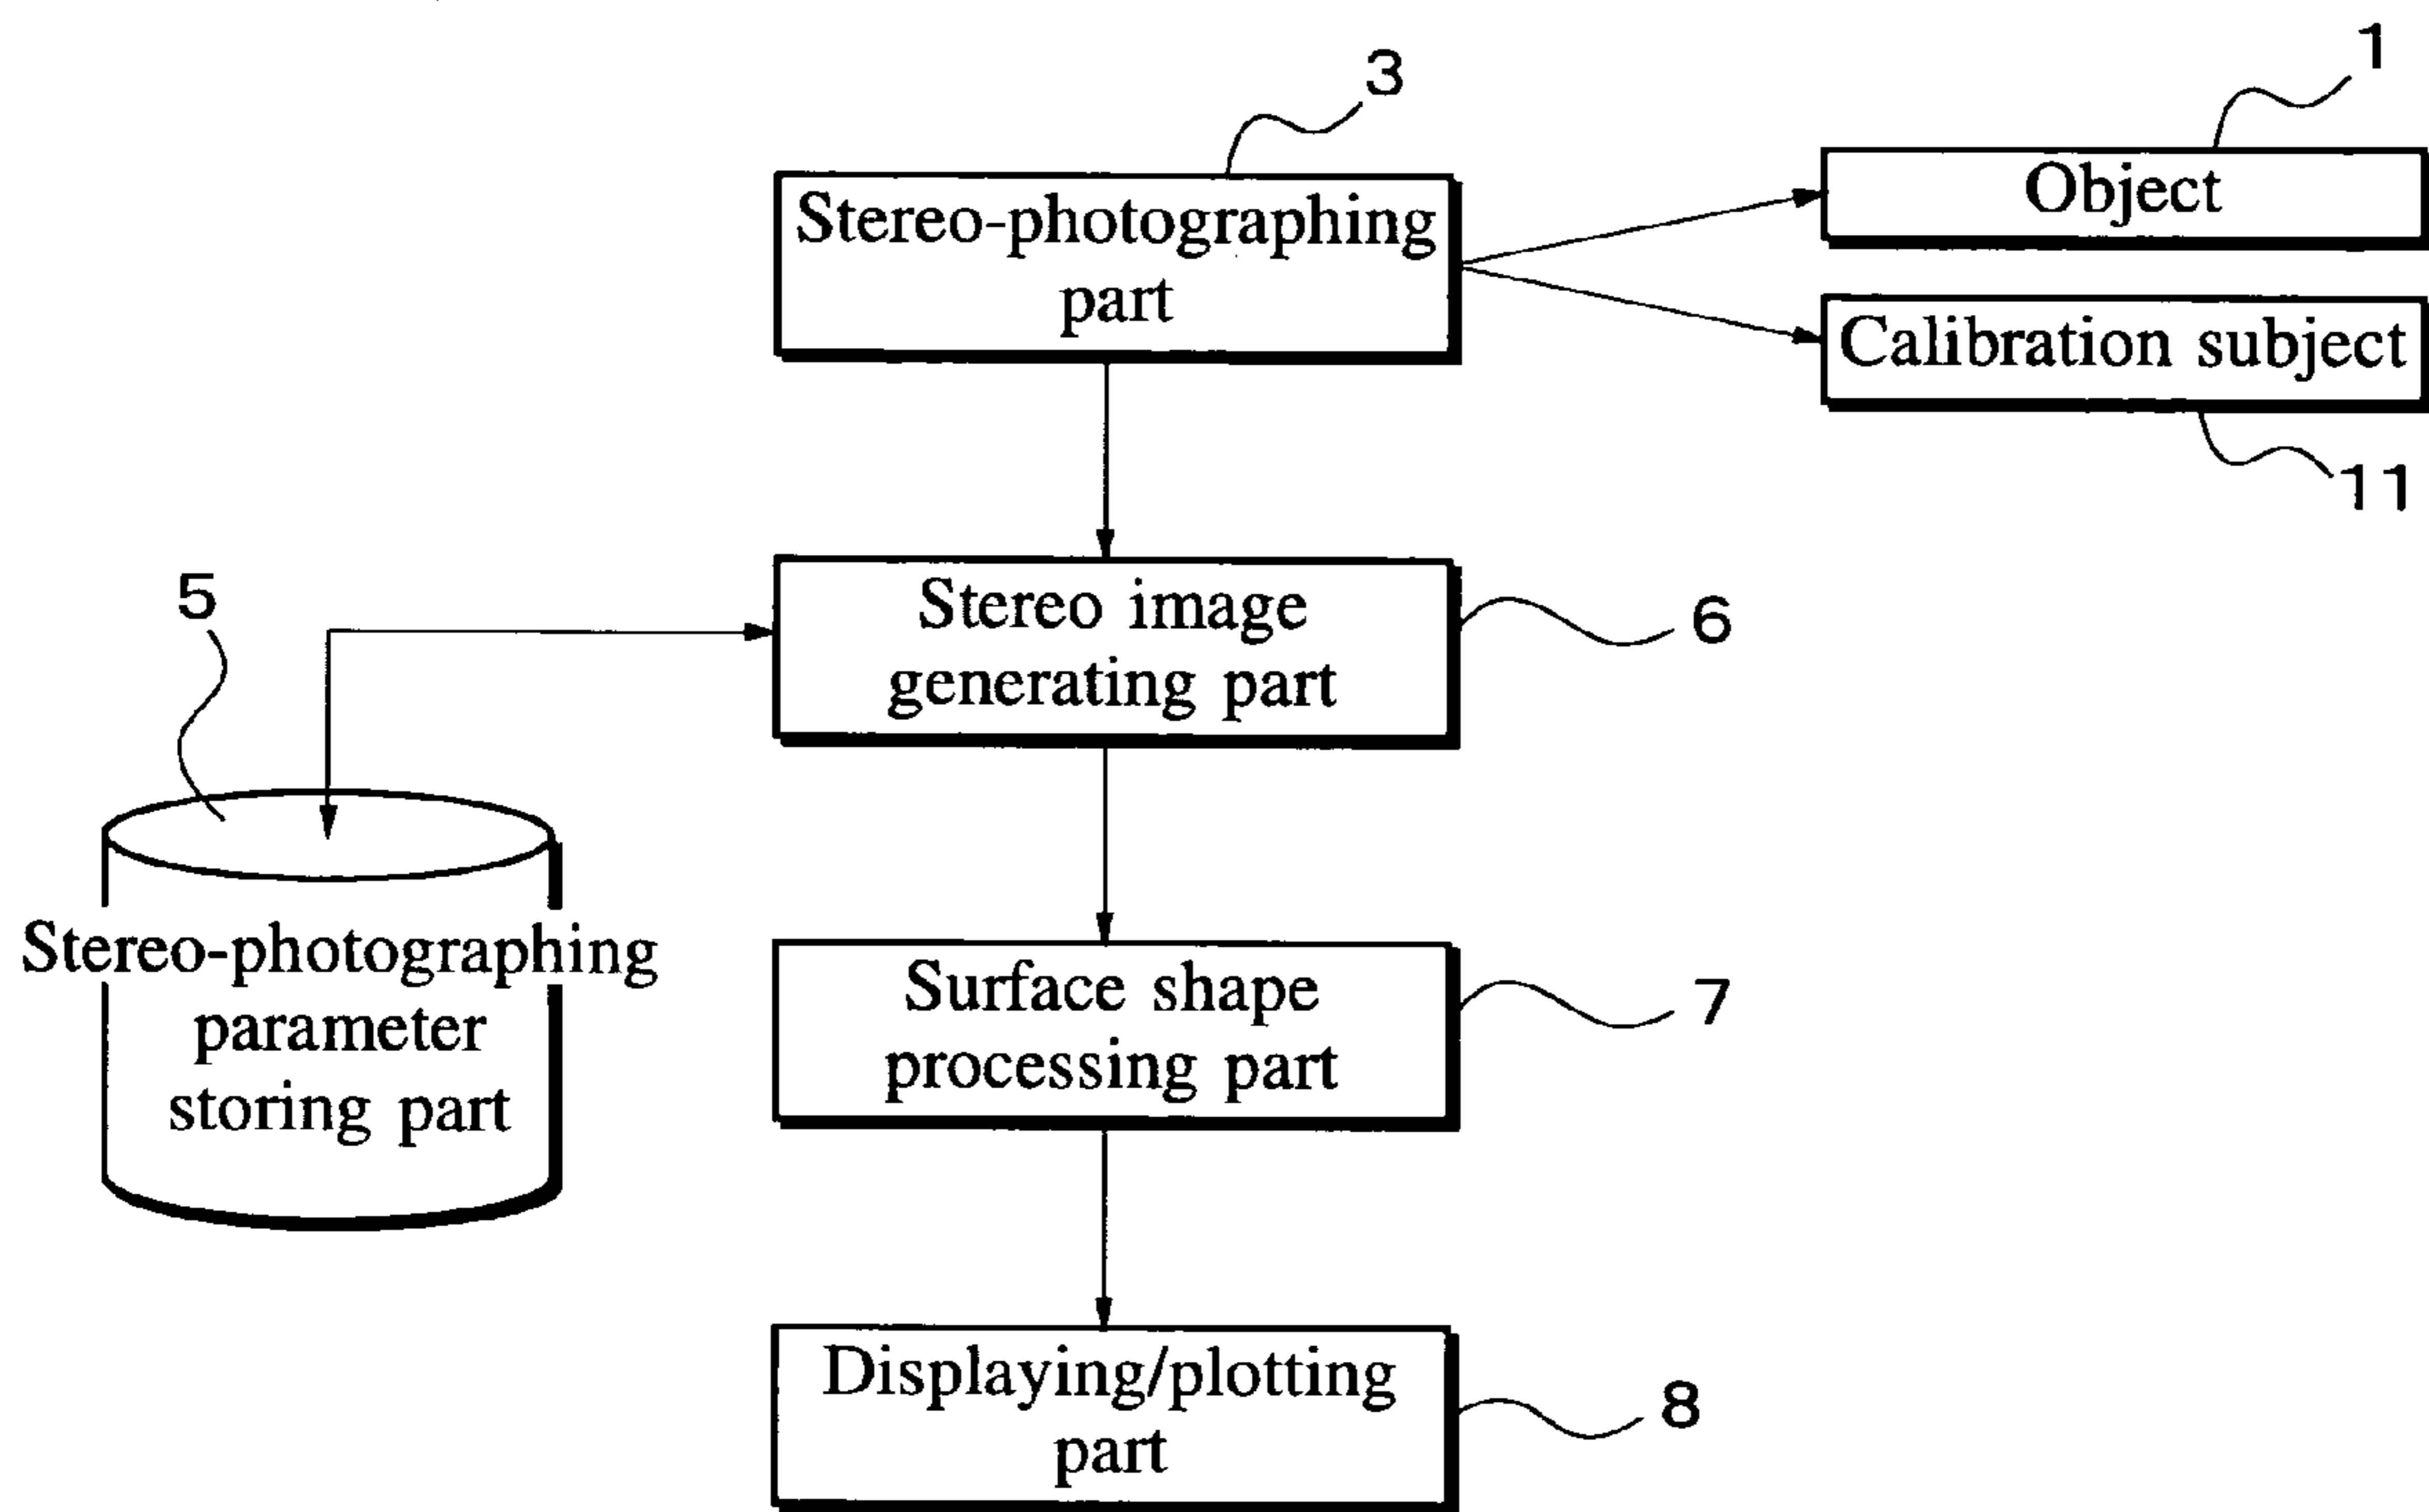 3
1
Stereo-photographing
part
Object
Calibration subject
11
5
Stereo image
generating part
6
Stereo-photographing
parameter
storing part
Surface shape
processing part
7
Displaying/plotting
part
8